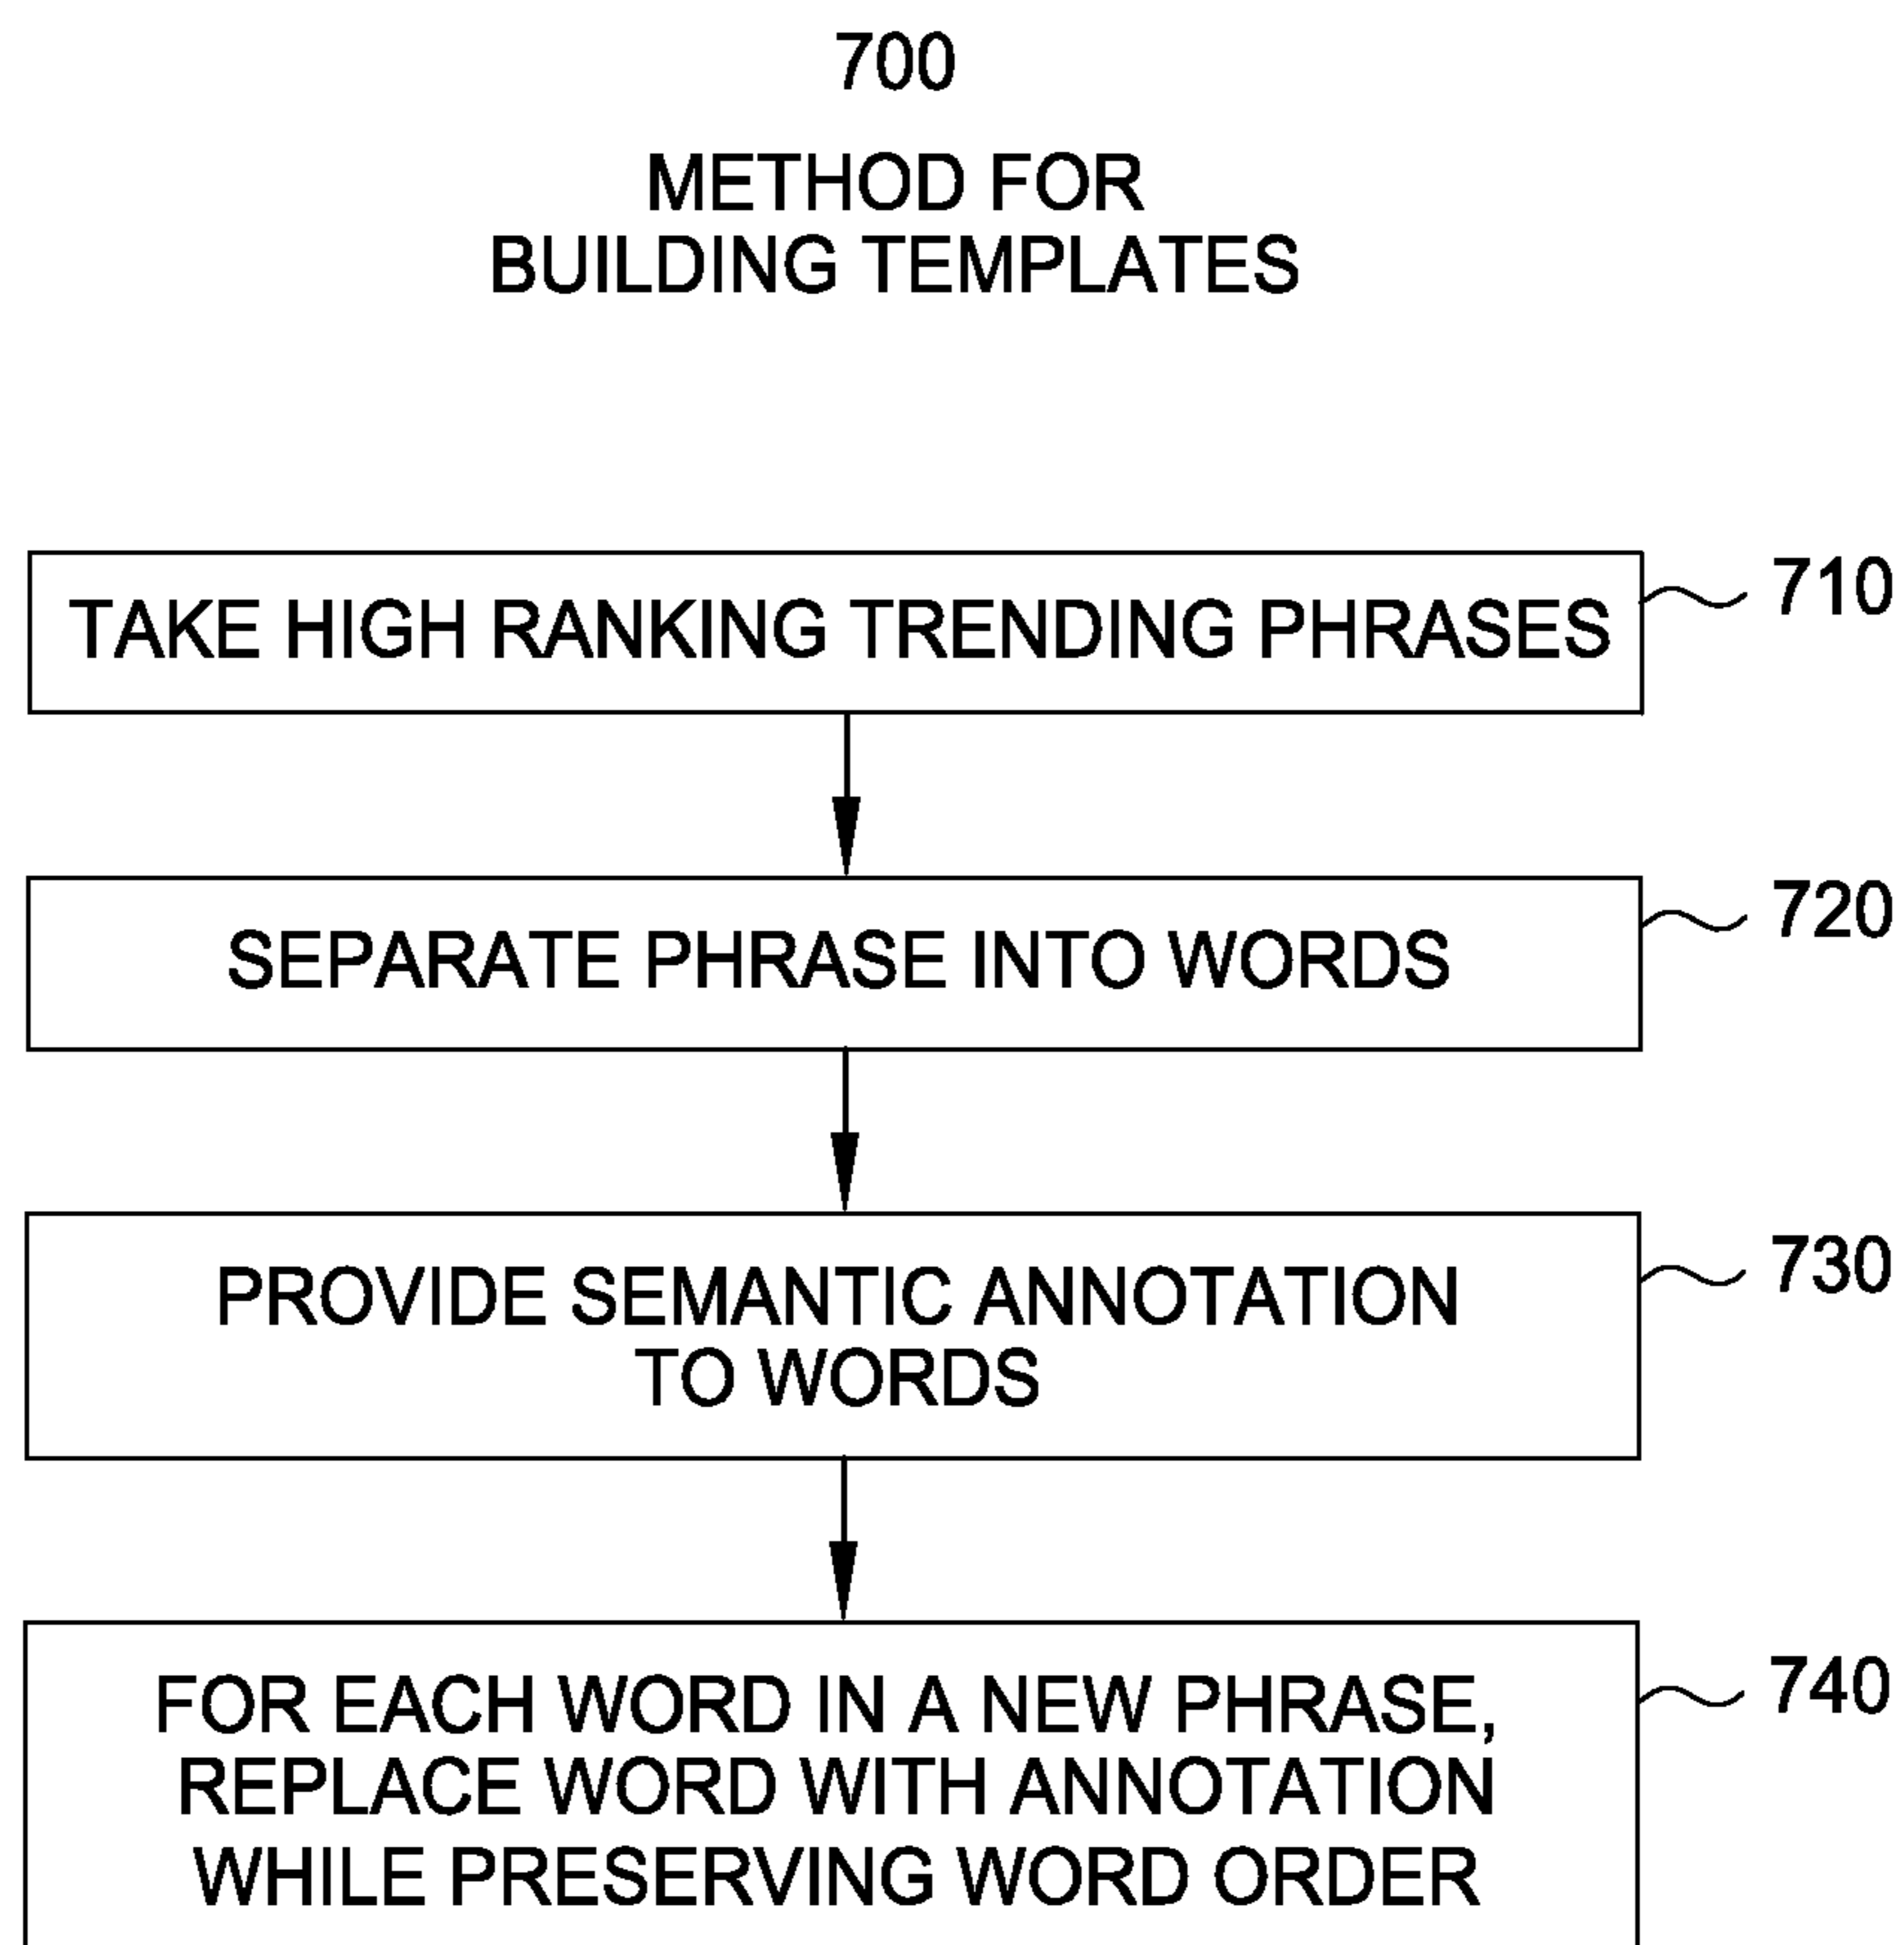 700
METHOD FOR
BUILDING TEMPLATES
TAKE HIGH RANKING TRENDING PHRASES
710
SEPARATE PHRASE INTO WORDS
720
PROVIDE SEMANTIC ANNOTATION
TO WORDS
730
FOR EACH WORD IN A NEW PHRASE,
REPLACE WORD WITH ANNOTATION
WHILE PRESERVING WORD ORDER
740